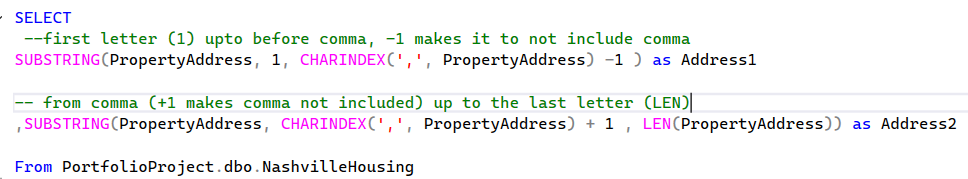 SELECT
--first letter (1) upto before comma, -1 makes it to not include comma
SUBSTRING(PropertyAddress, 1, CHARINDEX(',', PropertyAddress) -1 ) as Address1
-- from comma (+1 makes comma not included) up to the last letter (LEN)
,SUBSTRING(PropertyAddress, CHARINDEX(',', PropertyAddress) + 1 , LEN(PropertyAddress)) as Address2
From PortfolioProject.dbo.NashvilleHousing